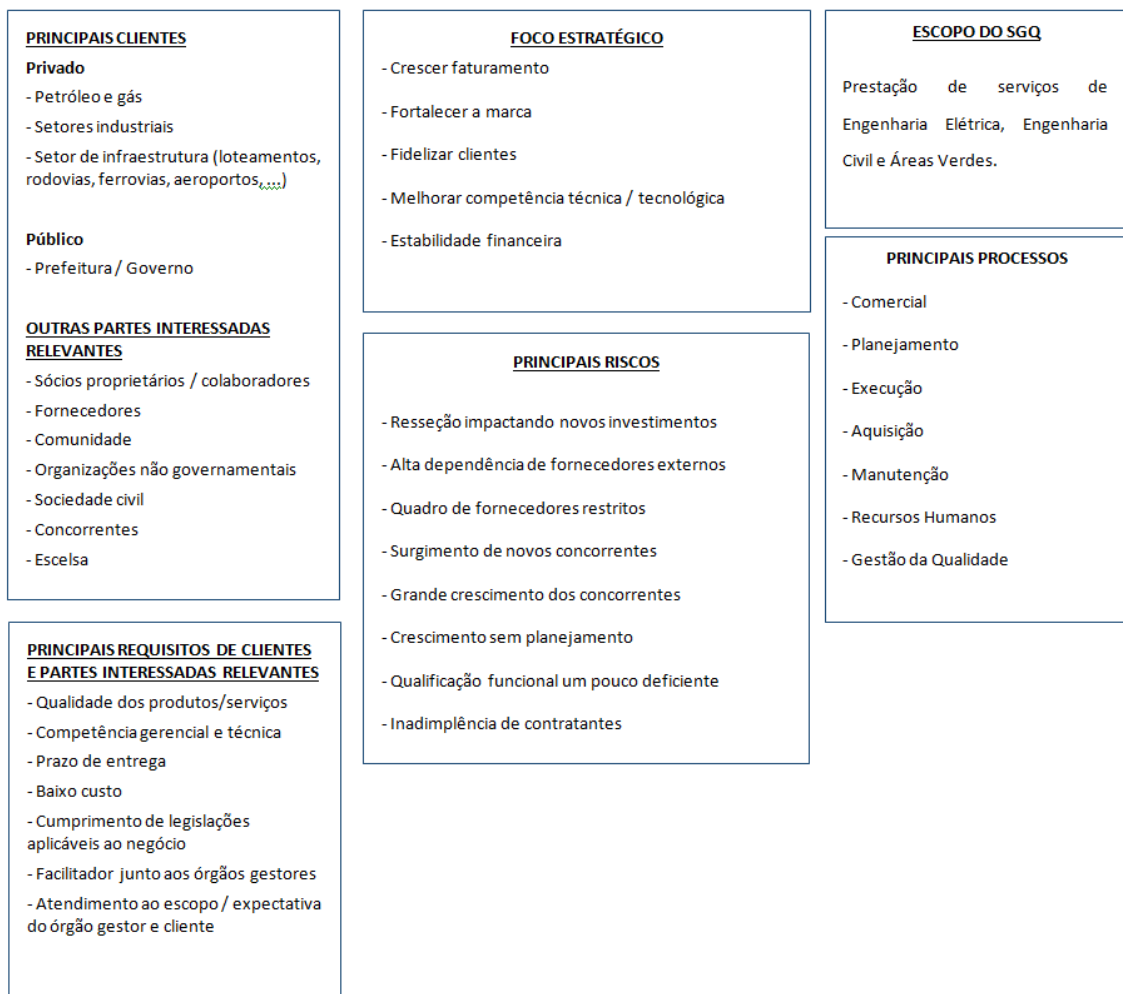 PRINCIPAIS CLIENTES
Privado
- Petróleo e gás
- Setores industriais
- Setor de infraestrutura (loteamentos,
rodovias, ferrovias, aeroportos, ...)
Público
- Prefeitura / Governo
OUTRAS PARTES INTERESSADAS
RELEVANTES
- Sócios proprietários / colaboradores
- Fornecedores
- Comunidade
- Organizações não governamentais
- Sociedade civil
- Concorrentes
- Escelsa
PRINCIPAIS REQUISITOS DE CLIENTES
E PARTES INTERESSADAS RELEVANTES
- Qualidade dos produtos/serviços
- Competência gerencial e técnica
- Prazo de entrega
- Baixo custo
- Cumprimento de legislações
aplicáveis ao negócio
- Facilitador junto aos órgãos gestores
- Atendimento ao escopo / expectativa
do órgão gestor e cliente
FOCO ESTRATÉGICO
- Crescer faturamento
- Fortalecer a marca
- Fidelizar clientes
- Melhorar competência técnica / tecnológica
- Estabilidade financeira
PRINCIPAIS RISCOS
- Resseção impactando novos investimentos
- Alta dependência de fornecedores externos
- Quadro de fornecedores restritos
- Surgimento de novos concorrentes
- Grande crescimento dos concorrentes
- Crescimento sem planejamento
- Qualificação funcional um pouco deficiente
- Inadimplência de contratantes
ESCOPO DO SGQ
Prestação de serviços de
Engenharia Elétrica, Engenharia
Civil e Áreas Verdes.
PRINCIPAIS PROCESSOS
- Comercial
- Planejamento
- Execução
- Aquisição
- Manutenção
- Recursos Humanos
- Gestão da Qualidade